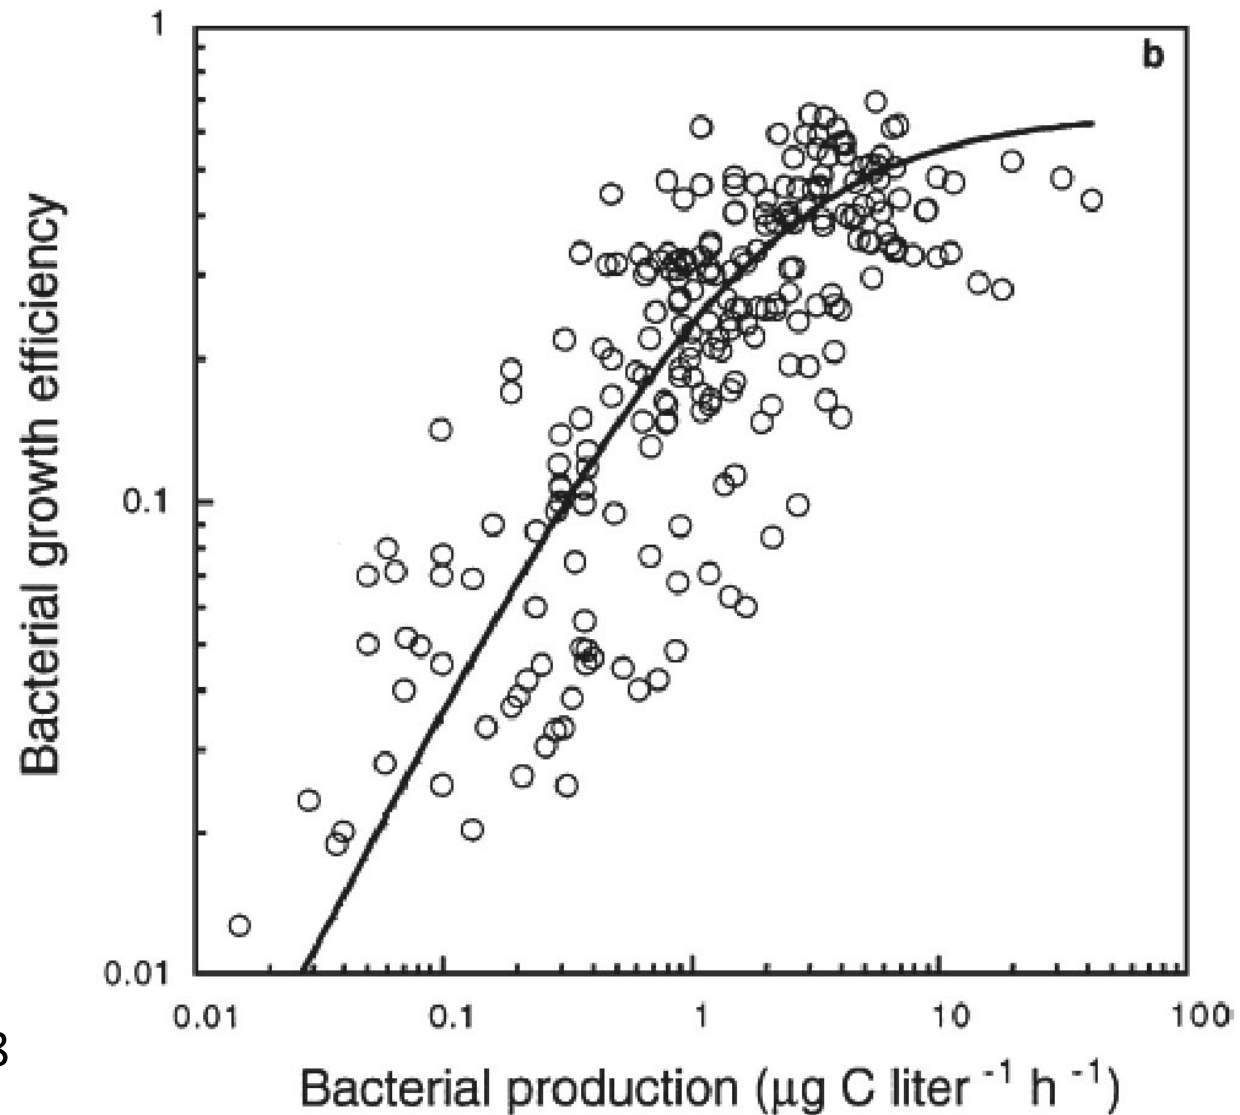 1
b
Bacterial growth efficiency
0.1
0.01
0.01 0.1 1 10 100
3
Bacterial production (μg C liter ⁻¹ h ⁻¹)